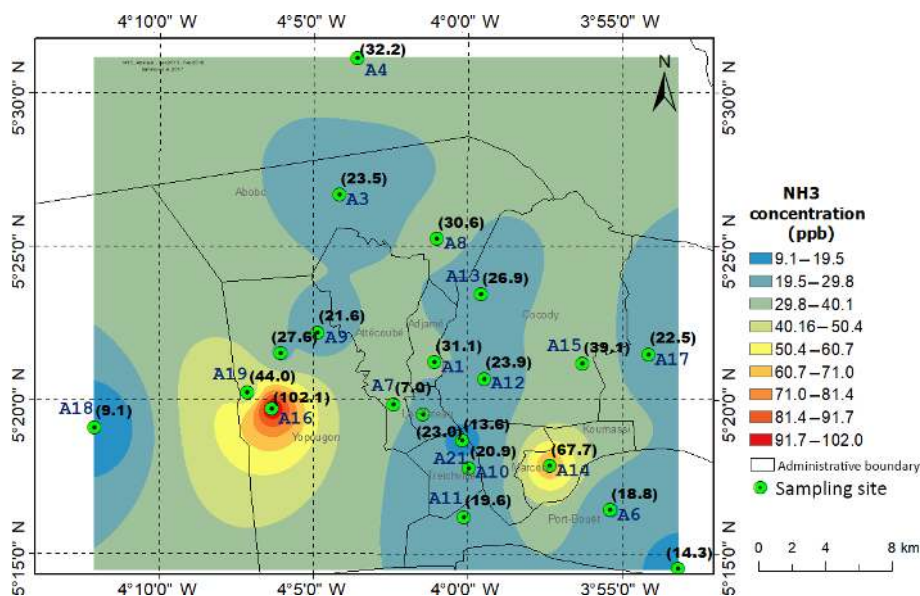 4°10'0" W 4°5'0" W 4°0'0" W 3°55'0" W
5°30'0" N
5°25'0" N
5°20'0" N
5°15'0" N
N
5°30'0" N
5°25'0" N
5°20'0" N
5°15'0" N
(32.2)
A4
Abobo
(23.5)
A3
(30.6)
A8
A13
(26.9)
Cocody
(21.6)
A9
Attécoubé
Adjamé
(27.6)
(31.1)
A1
A15
(39.1)
(22.5)
A17
(23.9)
A12
A19
(44.0)
A7
(7.0)
A18
(9.1)
(102.1)
A16
Yopougon
(23.0)
(13.6)
A21
(20.9)
A10
Treichville
Koumassi
(67.7)
Marcory
A14
A11
(19.6)
Port-Bouet
(18.8)
A6
(14.3)
4°10'0" W 4°5'0" W 4°0'0" W 3°55'0" W
NH3
concentration
(ppb)
9.1–19.5
19.5–29.8
29.8–40.1
40.16–50.4
50.4–60.7
60.7–71.0
71.0–81.4
81.4–91.7
91.7–102.0
Administrative boundary
Sampling site
0 4 8 km